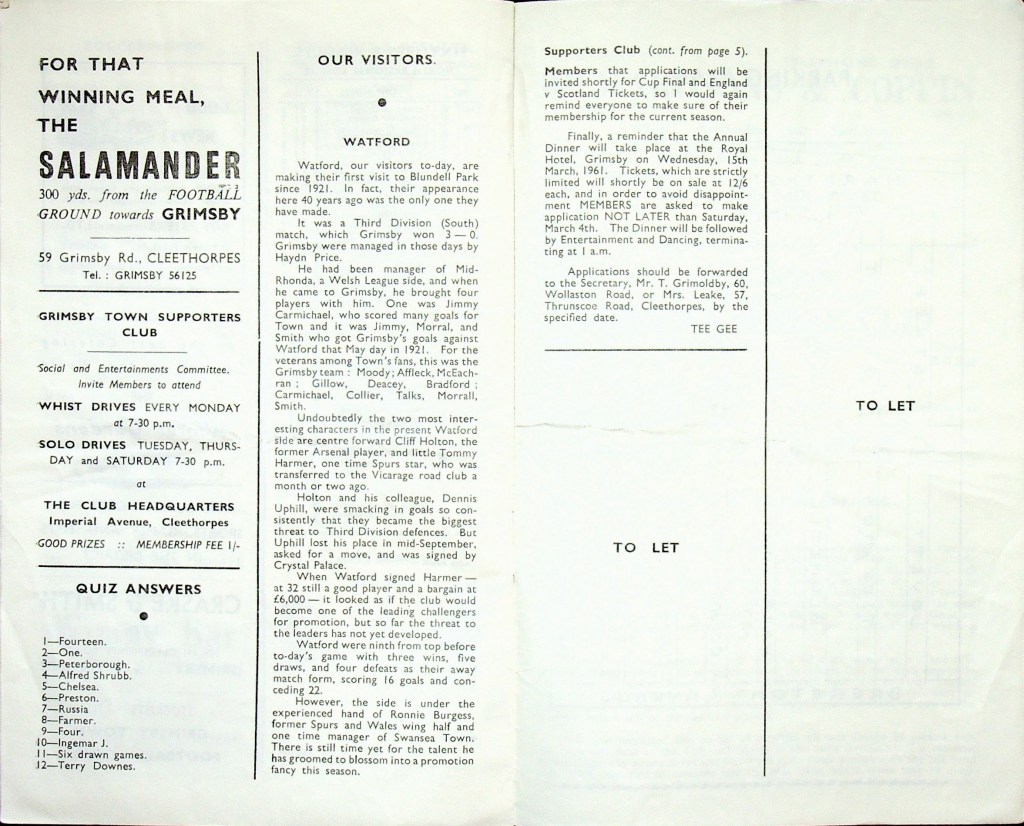 FOR THAT
WINNING MEAL,
THE
SALAMANDER
300 yds. from the FOOTBALL
GROUND towards GRIMSBY
59 Grimsby Rd., CLEETHORPES
Tel. : GRIMSBY 56125
GRIMSBY TOWN SUPPORTERS
CLUB
Social and Entertainments Committee.
Invite Members to attend
WHIST DRIVES EVERY MONDAY
at 7-30 p.m.
SOLO DRIVES TUESDAY, THURS-
DAY and SATURDAY 7-30 p.m.
at
THE CLUB HEADQUARTERS
Imperial Avenue, Cleethorpes
GOOD PRIZES :: MEMBERSHIP FEE 1/-
QUIZ ANSWERS
1—Fourteen.
2—One.
3—Peterborough.
4—Alfred Shrubb.
5—Chelsea.
6—Preston.
7—Russia
8—Farmer.
9—Four.
10—Ingemar J.
11—Six drawn games.
12—Terry Downes.
OUR VISITORS.
WATFORD
Watford, our visitors to-day, are
making their first visit to Blundell Park
since 1921. In fact, their appearance
here 40 years ago was the only one they
have made.
It was a Third Division (South)
match, which Grimsby won 3 — 0.
Grimsby were managed in those days by
Haydn Price.
He had been manager of Mid-
Rhonda, a Welsh League side, and when
he came to Grimsby, he brought four
players with him. One was Jimmy
Carmichael, who scored many goals for
Town and it was Jimmy, Morral, and
Smith who got Grimsby's goals against
Watford that May day in 1921. For the
veterans among Town's fans, this was the
Grimsby team : Moody; Affleck, McEach-
ran ; Gillow, Deacey, Bradford ;
Carmichael, Collier, Talks, Morrall,
Smith.
Undoubtedly the two most inter-
esting characters in the present Watford
side are centre forward Cliff Holton, the
former Arsenal player, and little Tommy
Harmer, one time Spurs star, who was
transferred to the Vicarage road club a
month or two ago.
Holton and his colleague, Dennis
Uphill, were smacking in goals so con-
sistently that they became the biggest
threat to Third Division defences. But
Uphill lost his place in mid-September,
asked for a move, and was signed by
Crystal Palace.
When Watford signed Harmer —
at 32 still a good player and a bargain at
£6,000 — it looked as if the club would
become one of the leading challengers
for promotion, but so far the threat to
the leaders has not yet developed.
Watford were ninth from top before
to-day's game with three wins, five
draws, and four defeats as their away
match form, scoring 16 goals and con-
ceding 22.
However, the side is under the
experienced hand of Ronnie Burgess,
former Spurs and Wales wing half and
one time manager of Swansea Town.
There is still time yet for the talent he
has groomed to blossom into a promotion
fancy this season.
Supporters Club (cont. from page 5).
Members that applications will be
invited shortly for Cup Final and England
v Scotland Tickets, so I would again
remind everyone to make sure of their
membership for the current season.
Finally, a reminder that the Annual
Dinner will take place at the Royal
Hotel, Grimsby on Wednesday, 15th
March, 1961. Tickets, which are strictly
limited will shortly be on sale at 12/6
each, and in order to avoid disappoint-
ment MEMBERS are asked to make
application NOT LATER than Saturday,
March 4th. The Dinner will be followed
by Entertainment and Dancing, termina-
ting at 1 a.m.
Applications should be forwarded
to the Secretary, Mr. T. Grimoldby, 60,
Wollaston Road, or Mrs. Leake, 57,
Thrunscoe Road, Cleethorpes, by the
specified date.
TEE GEE
TO LET
TO LET